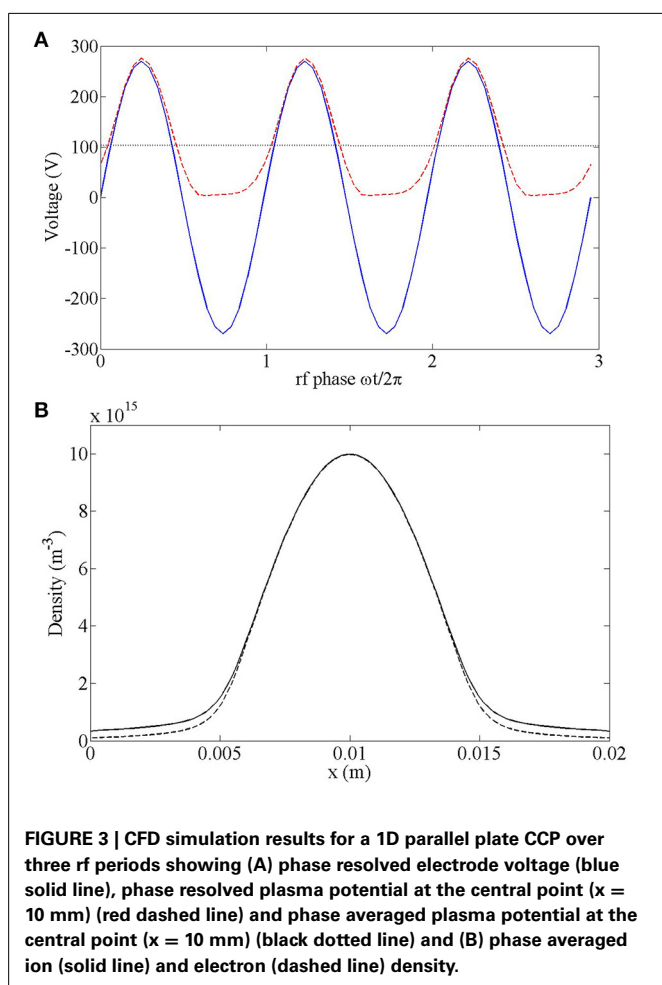 A
300
200
100
0
-100
-200
-300
Voltage (V)
0
1
2
3
rf phase ωt/2π
B
x 10^15
10
8
6
4
2
0
Density (m^-3)
0
0.005
0.01
0.015
0.02
x (m)
FIGURE 3 | CFD simulation results for a 1D parallel plate CCP over
three rf periods showing (A) phase resolved electrode voltage (blue
solid line), phase resolved plasma potential at the central point (x =
10 mm) (red dashed line) and phase averaged plasma potential at the
central point (x = 10 mm) (black dotted line) and (B) phase averaged
ion (solid line) and electron (dashed line) density.